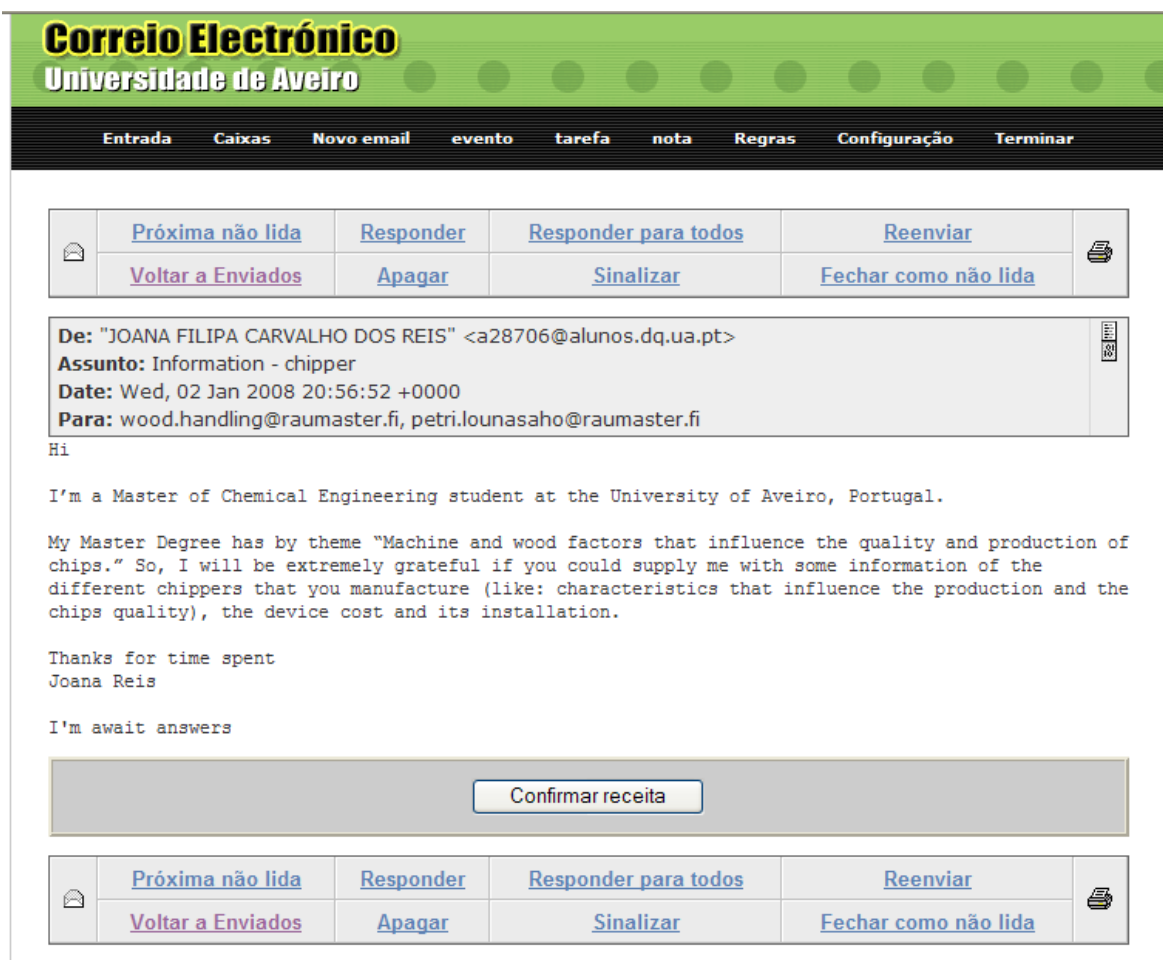 Correio Electrónico
Universidade de Aveiro
Entrada Caixas Novo email evento tarefa nota Regras Configuração Terminar
Próxima não lida Responder Responder para todos Reenviar
Voltar a Enviados Apagar Sinalizar Fechar como não lida
De: "JOANA FILIPA CARVALHO DOS REIS" <a28706@alunos.dq.ua.pt>
Assunto: Information - chipper
Date: Wed, 02 Jan 2008 20:56:52 +0000
Para: wood.handling@raumaster.fi, petri.lounasaho@raumaster.fi
Hi
I’m a Master of Chemical Engineering student at the University of Aveiro, Portugal.
My Master Degree has by theme “Machine and wood factors that influence the quality and production of
chips.” So, I will be extremely grateful if you could supply me with some information of the
different chippers that you manufacture (like: characteristics that influence the production and the
chips quality), the device cost and its installation.
Thanks for time spent
Joana Reis
I'm await answers
Confirmar receita
Próxima não lida Responder Responder para todos Reenviar
Voltar a Enviados Apagar Sinalizar Fechar como não lida